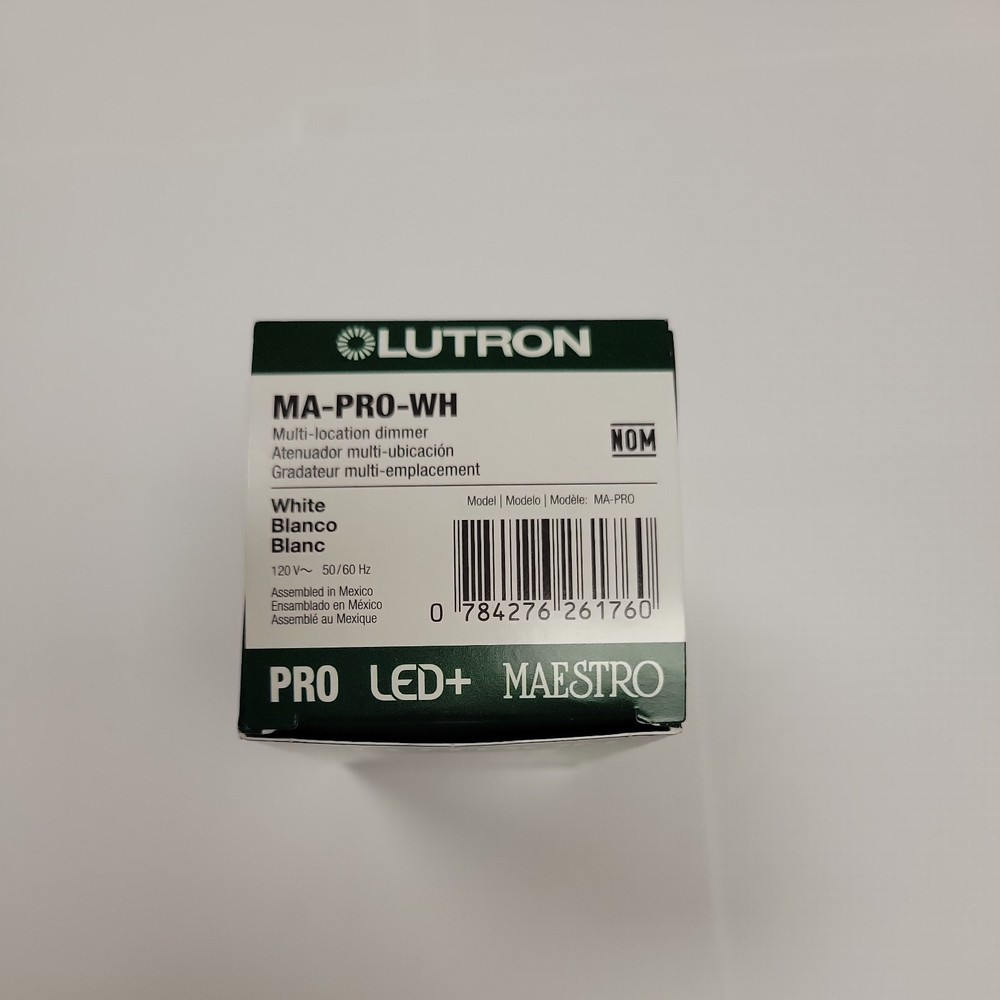 LUTRON
MA-PRO-WH
Multi-location dimmer
Atenuador multi-ubicación
Gradateur multi-emplacement
NOM
White
Blanco
Blanc
120 V~ 50/60 Hz
Assembled in Mexico
Ensamblado en México
Assemblé au Mexique
Model | Modelo | Modèle: MA-PRO
0 784276 261760
PRO LED+ MAESTRO